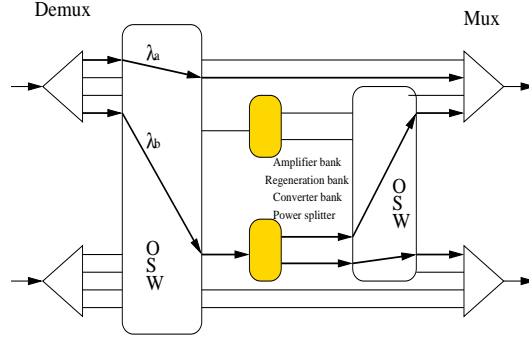 Demux
Mux
λa
λb
Amplifier bank
Regeneration bank
Converter bank
Power splitter
O
S
W
O
S
W